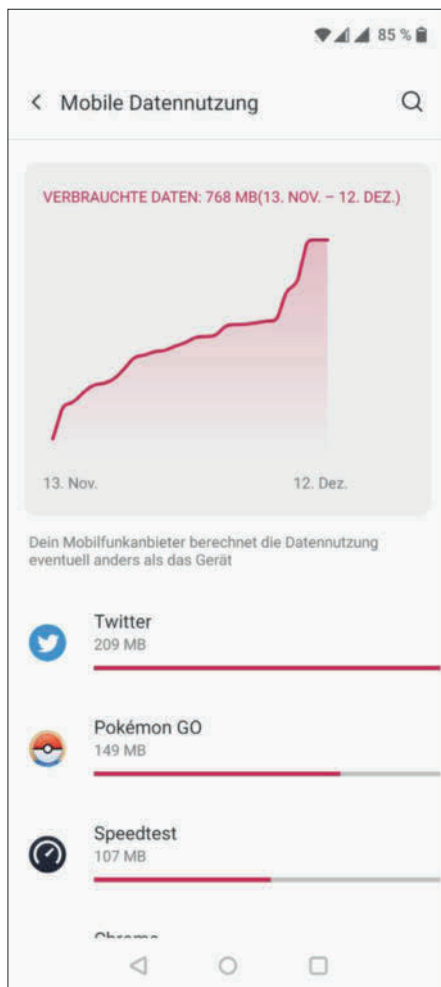 85 %
Mobile Datennutzung
VERBRAUCHTE DATEN: 768 MB(13. NOV. – 12. DEZ.)
13. Nov.
12. Dez.
Dein Mobilfunkanbieter berechnet die Datennutzung
eventuell anders als das Gerät
Twitter
209 MB
Pokémon GO
149 MB
Speedtest
107 MB
Chrome